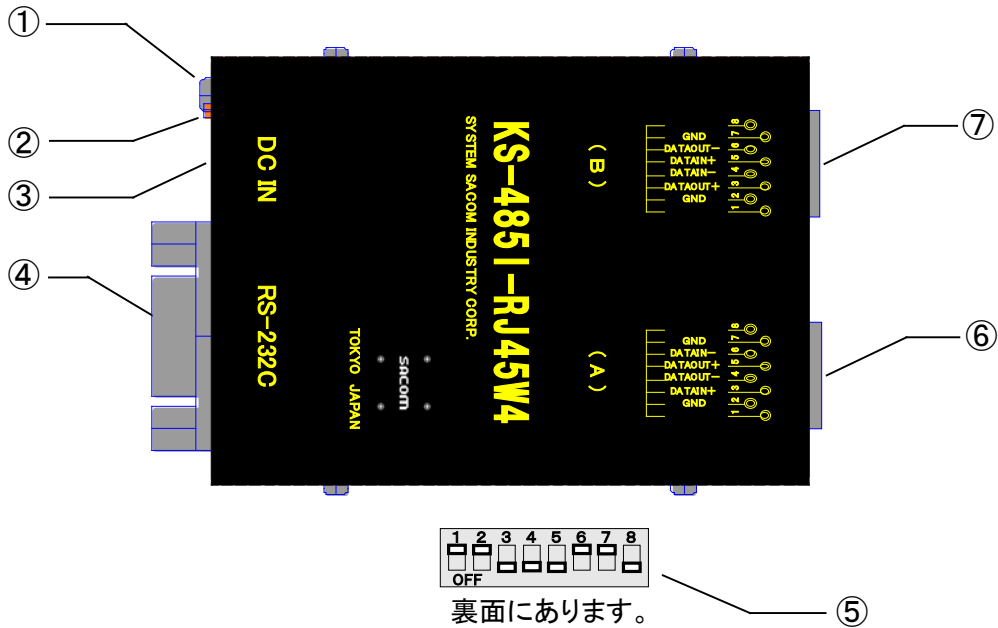 ①
②
③
④
DC IN
RS-232C
KS-485I-RJ45W4
SYSTEM SACOM INDUSTRY CORP.
SACOM
TOKYO JAPAN
(B)
GND
DATAOUT-
DATAIN+
DATAIN-
DATAOUT+
GND
8
7
6
5
4
3
2
1
(A)
GND
DATAIN-
DATAOUT+
DATAOUT-
DATAIN+
GND
8
7
6
5
4
3
2
1
⑦
⑥
1 2 3 4 5 6 7 8
OFF
裏面にあります。
⑤